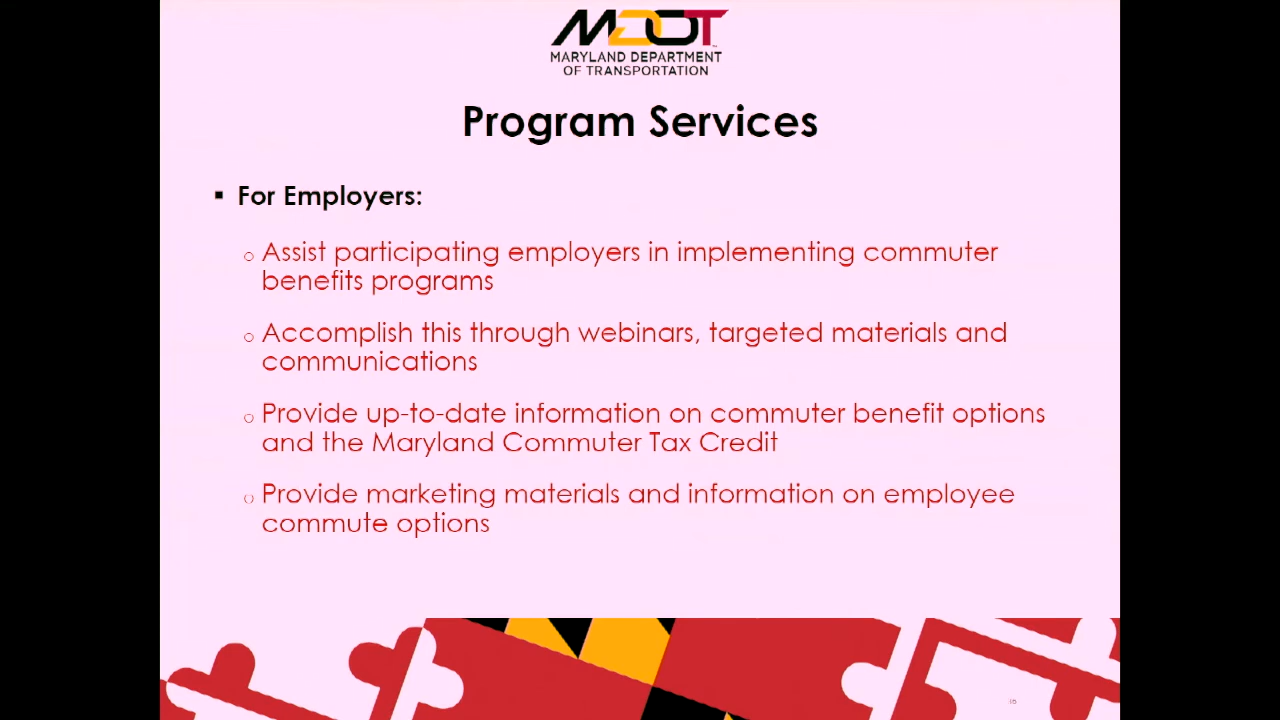 MDOT
MARYLAND DEPARTMENT
OF TRANSPORTATION
Program Services
▪ For Employers:
o Assist participating employers in implementing commuter
benefits programs
o Accomplish this through webinars, targeted materials and
communications
o Provide up-to-date information on commuter benefit options
and the Maryland Commuter Tax Credit
o Provide marketing materials and information on employee
commute options